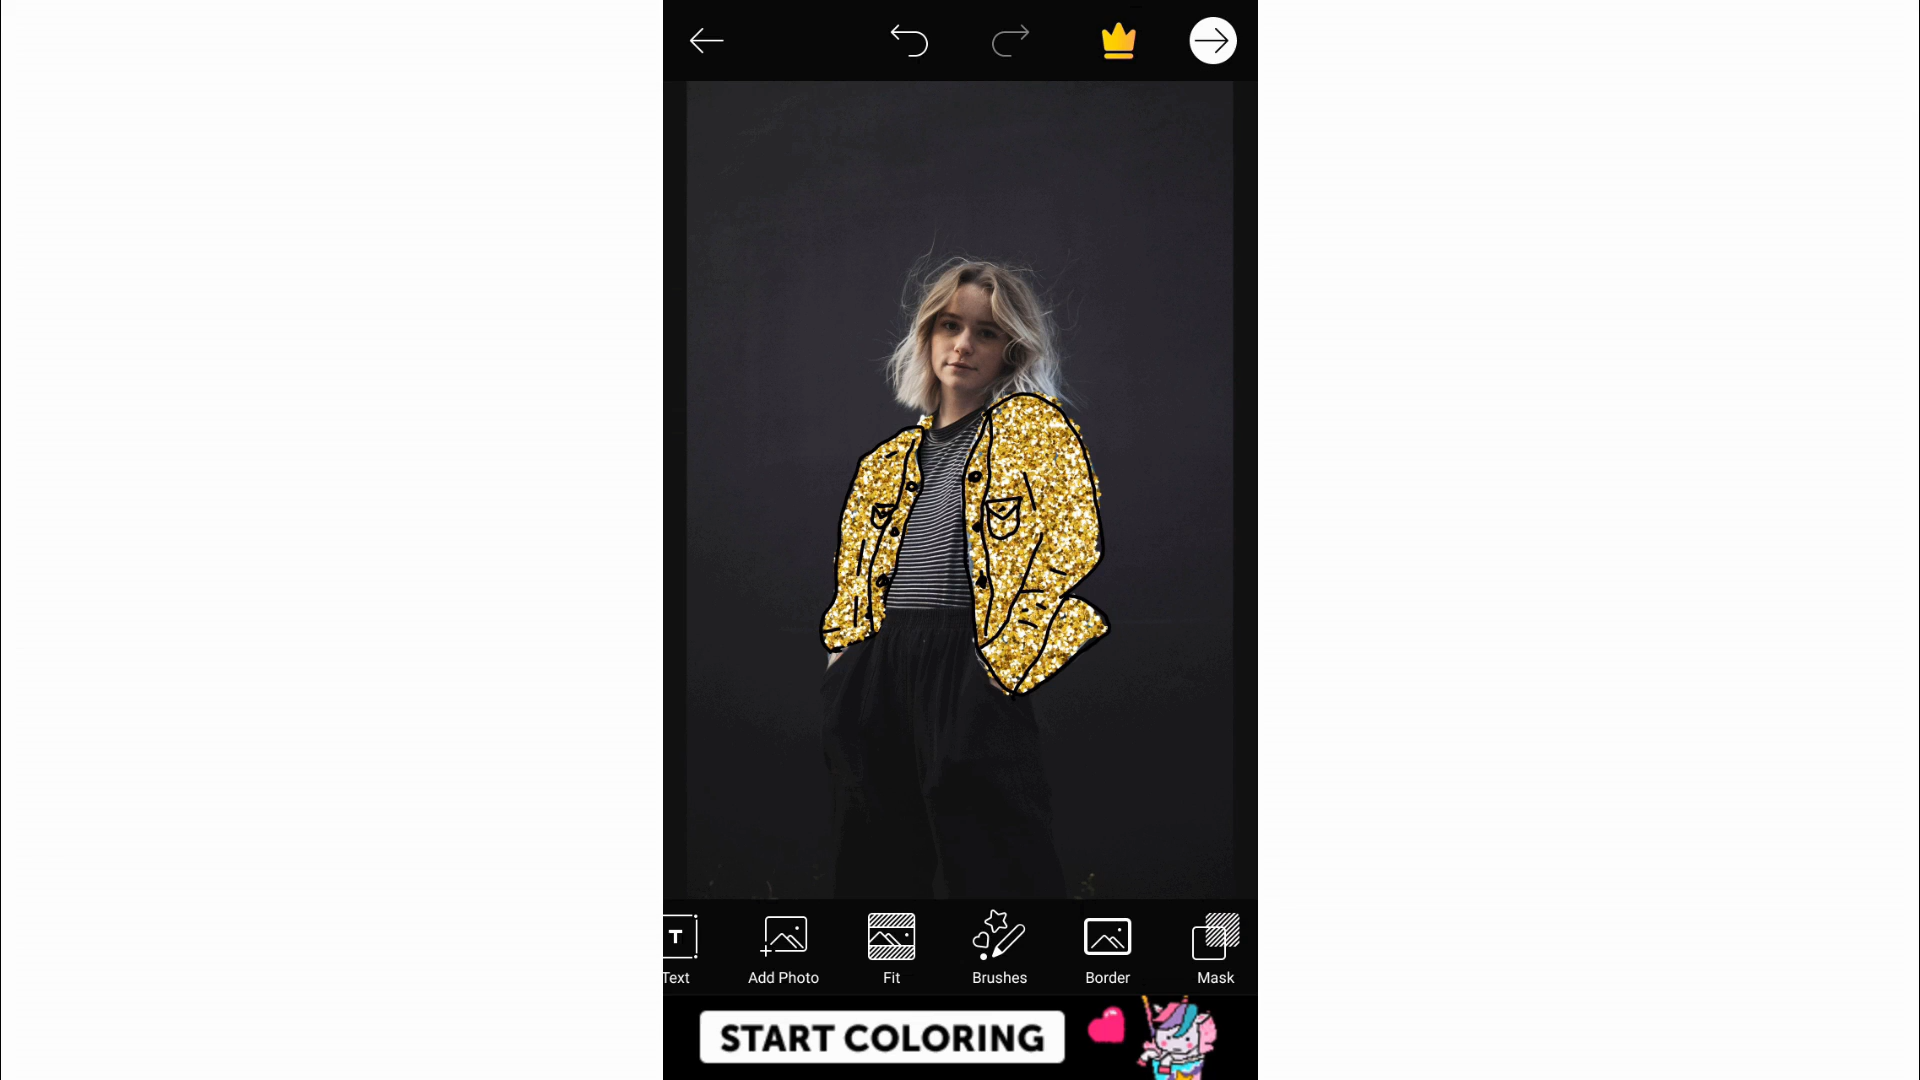 Text
Add Photo
Fit
Brushes
Border
Mask
START COLORING